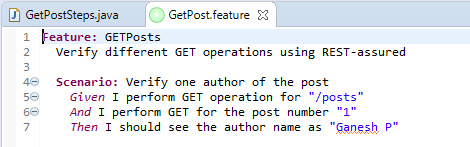 GetPostSteps.java GetPost.feature
1 Feature: GETPosts
2 Verify different GET operations using REST-assured
3
4 Scenario: Verify one author of the post
5 Given I perform GET operation for "/posts"
6 And I perform GET for the post number "1"
7 Then I should see the author name as "Ganesh P"